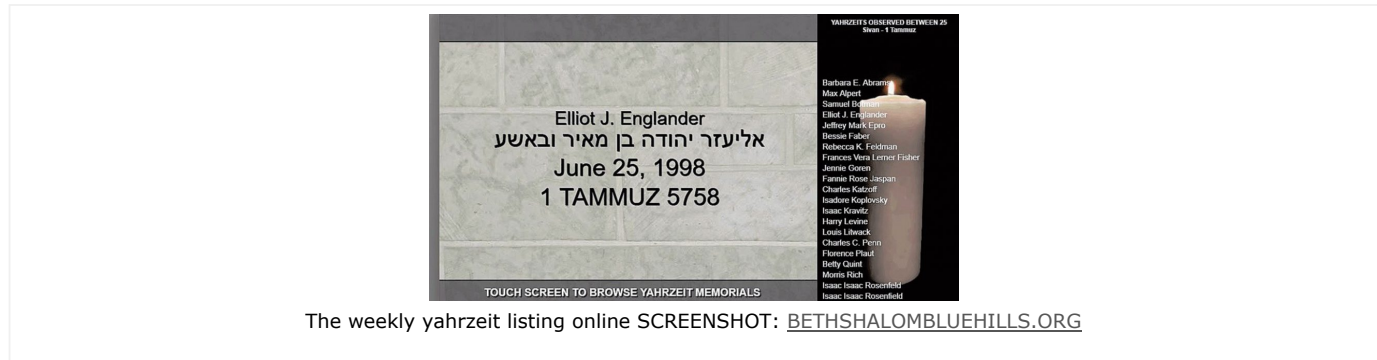 Elliot J. Englander
אליעזר יהודה בן מאיר ובאשע
June 25, 1998
1 TAMMUZ 5758
TOUCH SCREEN TO BROWSE YAHRZEIT MEMORIALS
YAHRZEITS OBSERVED BETWEEN 25
Sivan - 1 Tammuz
Barbara E. Abrams
Max Alpert
Samuel Botman
Elliot J. Englander
Jeffrey Mark Epro
Bessie Faber
Rebecca K. Feldman
Frances Vera Lerner Fisher
Jennie Goren
Fannie Rose Jaspan
Charles Katzoff
Isadore Koplovsky
Isaac Kravitz
Harry Levine
Louis Litwack
Charles C. Penn
Florence Plaut
Betty Quint
Morris Rich
Isaac Isaac Rosenfeld
Isaac Isaac Rosenfield
The weekly yahrzeit listing online SCREENSHOT: BETHSHALOMBLUEHILLS.ORG